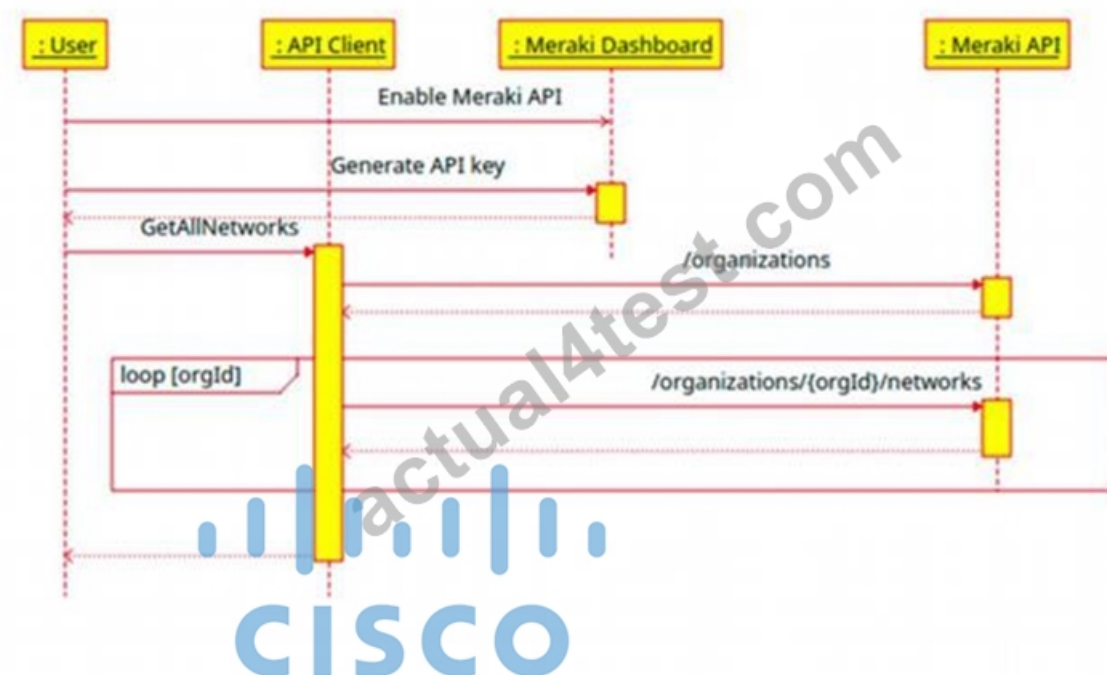 : User
: API Client
: Meraki Dashboard
: Meraki API
Enable Meraki API
Generate API key
GetAllNetworks
/organizations
loop [orgId]
/organizations/{orgId}/networks
actual4test.com
CISCO